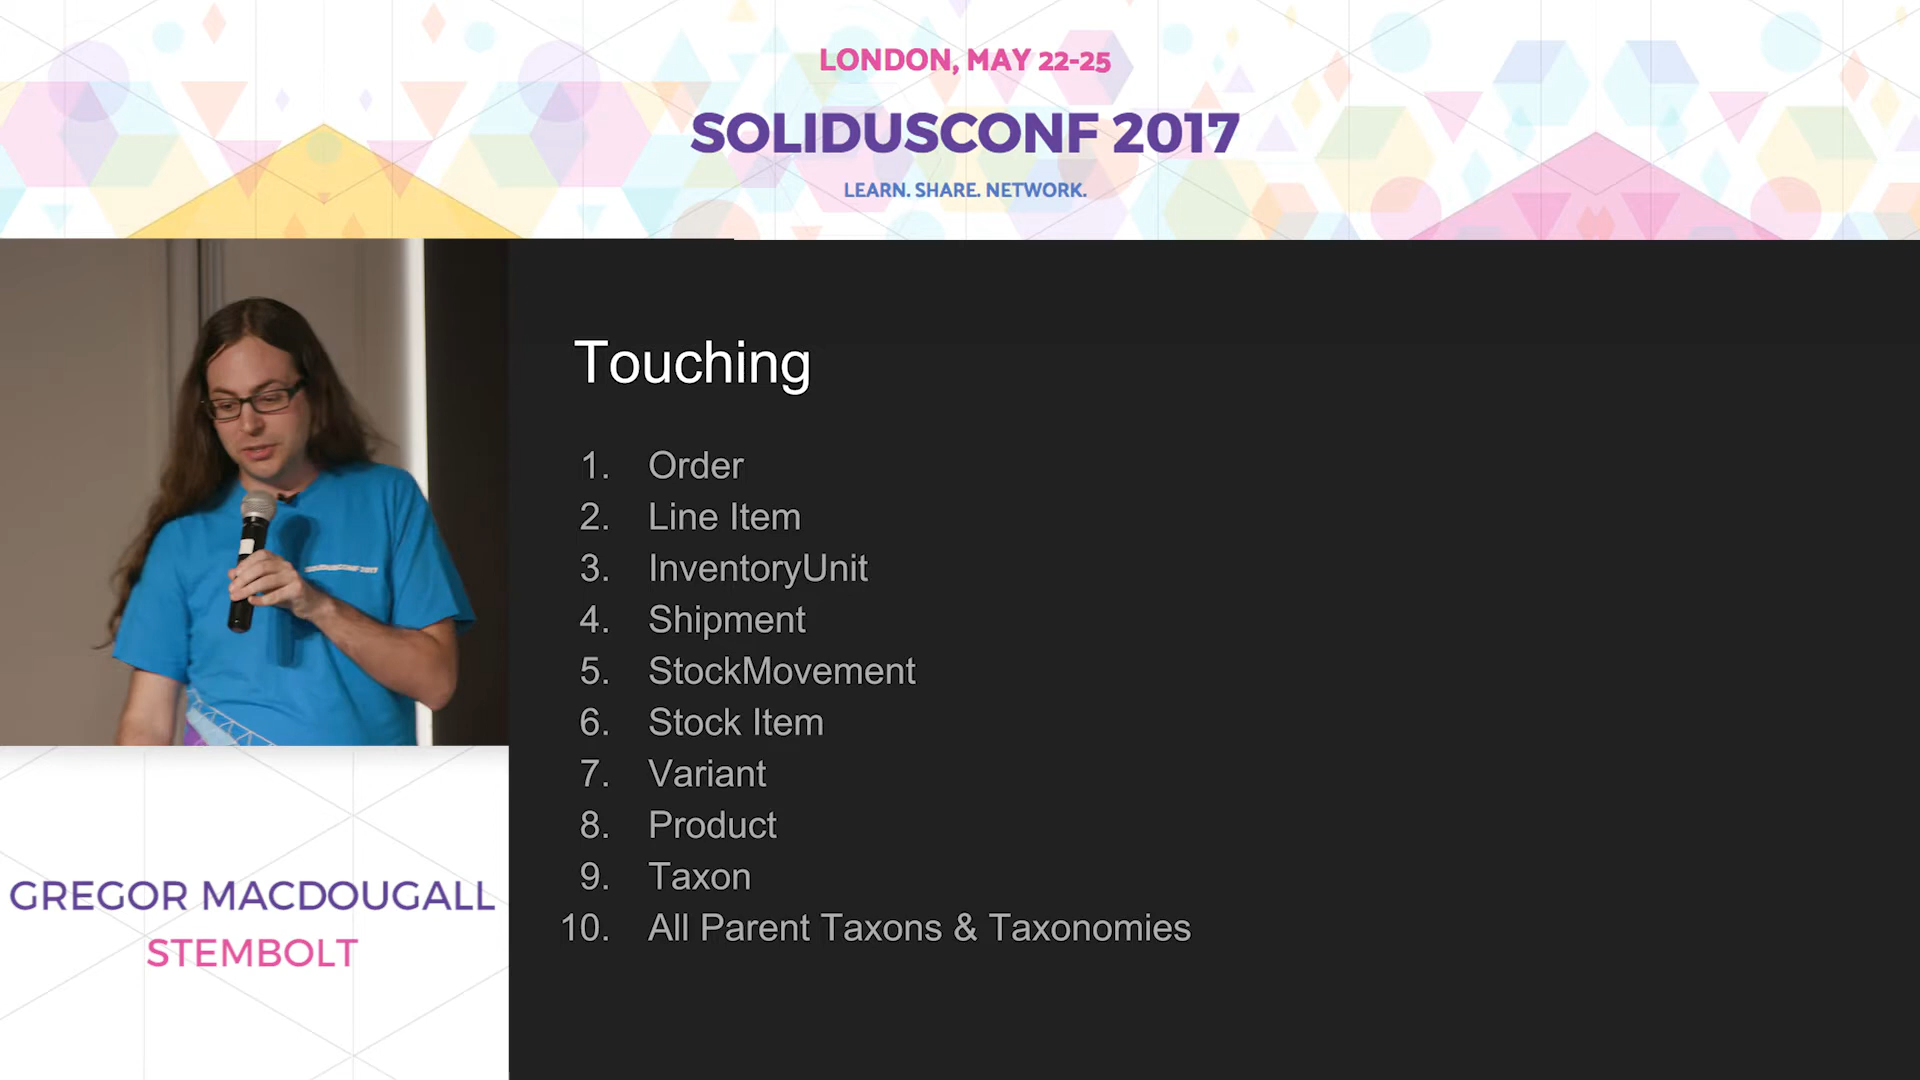 LONDON, MAY 22-25
SOLIDUSCONF 2017
LEARN. SHARE. NETWORK.
Touching
1. Order
2. Line Item
3. InventoryUnit
4. Shipment
5. StockMovement
6. Stock Item
7. Variant
8. Product
9. Taxon
10. All Parent Taxons & Taxonomies
SOLIDUSCONF 2017
GREGOR MACDOUGALL
STEMBOLT